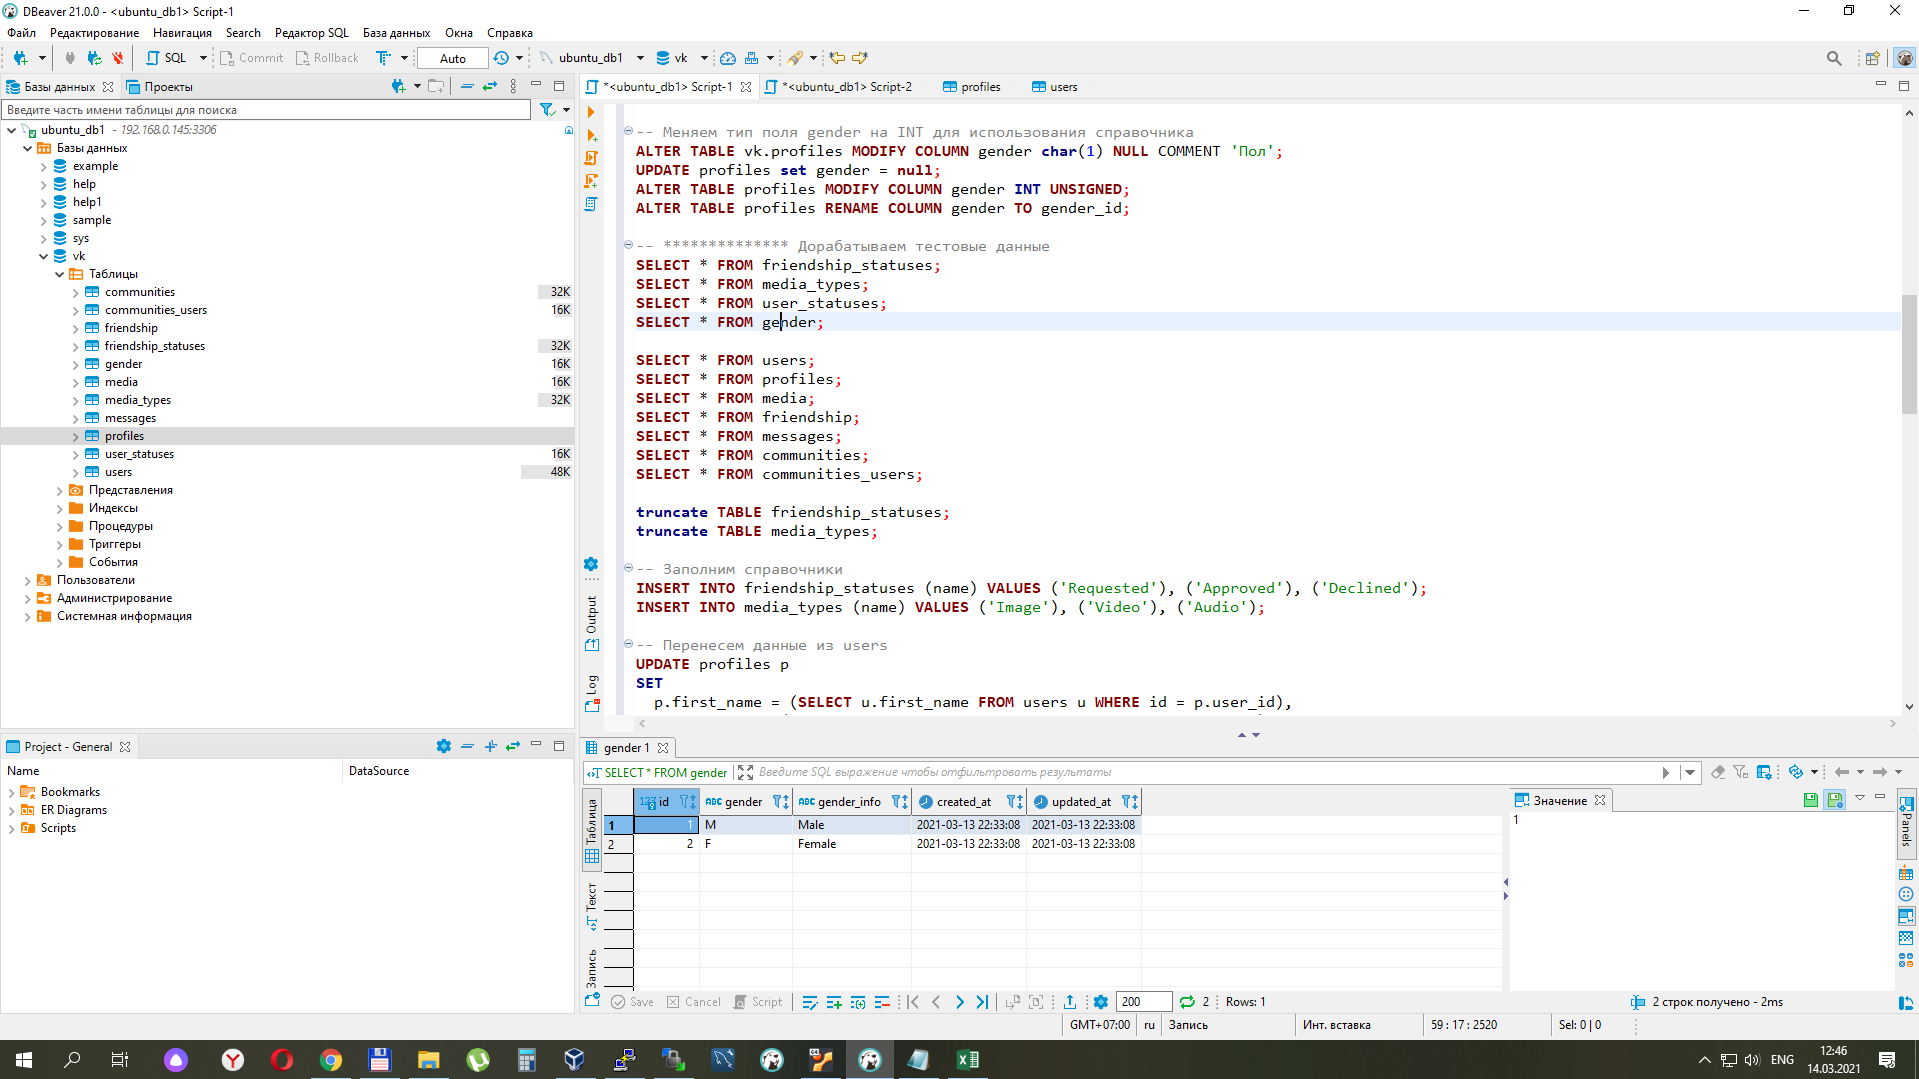 DBeaver 21.0.0 - <ubuntu_db1> Script-1
Файл Редактирование Навигация Search Редактор SQL База данных Окна Справка
SQL Commit Rollback Auto ubuntu_db1 vk
Базы данных Проекты
Введите часть имени таблицы для поиска
ubuntu_db1 - 192.168.0.145:3306
Базы данных
example
help
help1
sample
sys
vk
Таблицы
communities 32K
communities_users 16K
friendship
friendship_statuses 32K
gender 16K
media 16K
media_types 32K
messages
profiles
user_statuses 16K
users 48K
Представления
Индексы
Процедуры
Триггеры
События
Пользователи
Администрирование
Системная информация
Project - General
Name DataSource
Bookmarks
ER Diagrams
Scripts
*<ubuntu_db1> Script-1 *<ubuntu_db1> Script-2 profiles users
-- Меняем тип поля gender на INT для использования справочника
ALTER TABLE vk.profiles MODIFY COLUMN gender char(1) NULL COMMENT 'Пол';
UPDATE profiles set gender = null;
ALTER TABLE profiles MODIFY COLUMN gender INT UNSIGNED;
ALTER TABLE profiles RENAME COLUMN gender TO gender_id;
-- ************** Дорабатываем тестовые данные
SELECT * FROM friendship_statuses;
SELECT * FROM media_types;
SELECT * FROM user_statuses;
SELECT * FROM gender;
SELECT * FROM users;
SELECT * FROM profiles;
SELECT * FROM media;
SELECT * FROM friendship;
SELECT * FROM messages;
SELECT * FROM communities;
SELECT * FROM communities_users;
truncate TABLE friendship_statuses;
truncate TABLE media_types;
-- Заполним справочники
INSERT INTO friendship_statuses (name) VALUES ('Requested'), ('Approved'), ('Declined');
INSERT INTO media_types (name) VALUES ('Image'), ('Video'), ('Audio');
-- Перенесем данные из users
UPDATE profiles p
SET
p.first_name = (SELECT u.first_name FROM users u WHERE id = p.user_id),
Output
Log
gender 1
SELECT * FROM gender Введите SQL выражение чтобы отфильтровать результаты
Таблица
Текст
Запись
123 id ABC gender ABC gender_info created_at updated_at
1 1 M Male 2021-03-13 22:33:08 2021-03-13 22:33:08
2 2 F Female 2021-03-13 22:33:08 2021-03-13 22:33:08
Значение
1
Panels
Save Cancel Script 200 2 Rows: 1 2 строк получено - 2ms
GMT+07:00 ru Запись Инт. вставка 59 : 17 : 2520 Sel: 0 | 0
ENG 12:46
14.03.2021